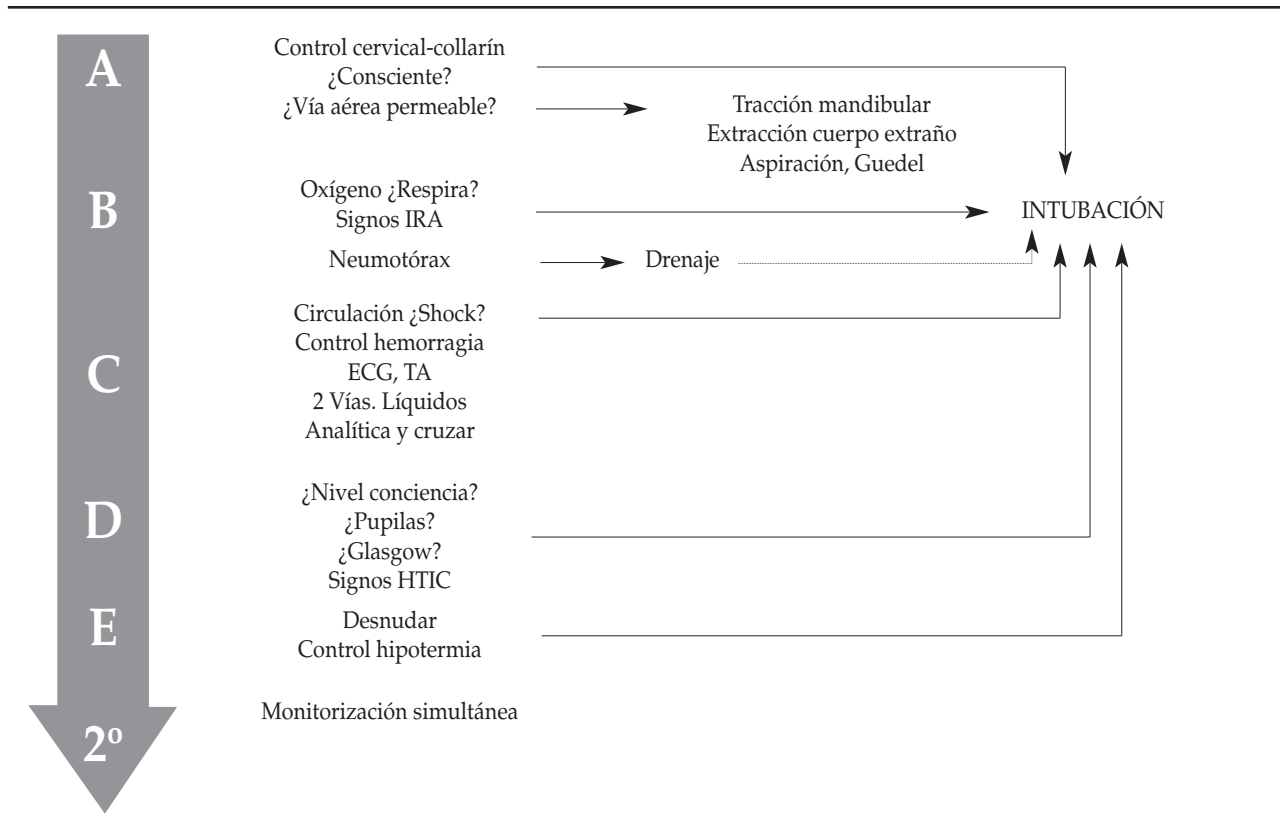 A
Control cervical-collarín
¿Consciente?
¿Vía aérea permeable?
Tracción mandibular
Extracción cuerpo extraño
Aspiración, Guedel
B
Oxígeno ¿Respira?
Signos IRA
INTUBACIÓN
Neumotórax
Drenaje
C
Circulación ¿Shock?
Control hemorragia
ECG, TA
2 Vías. Líquidos
Analítica y cruzar
D
¿Nivel conciencia?
¿Pupilas?
¿Glasgow?
Signos HTIC
E
Desnudar
Control hipotermia
2º
Monitorización simultánea